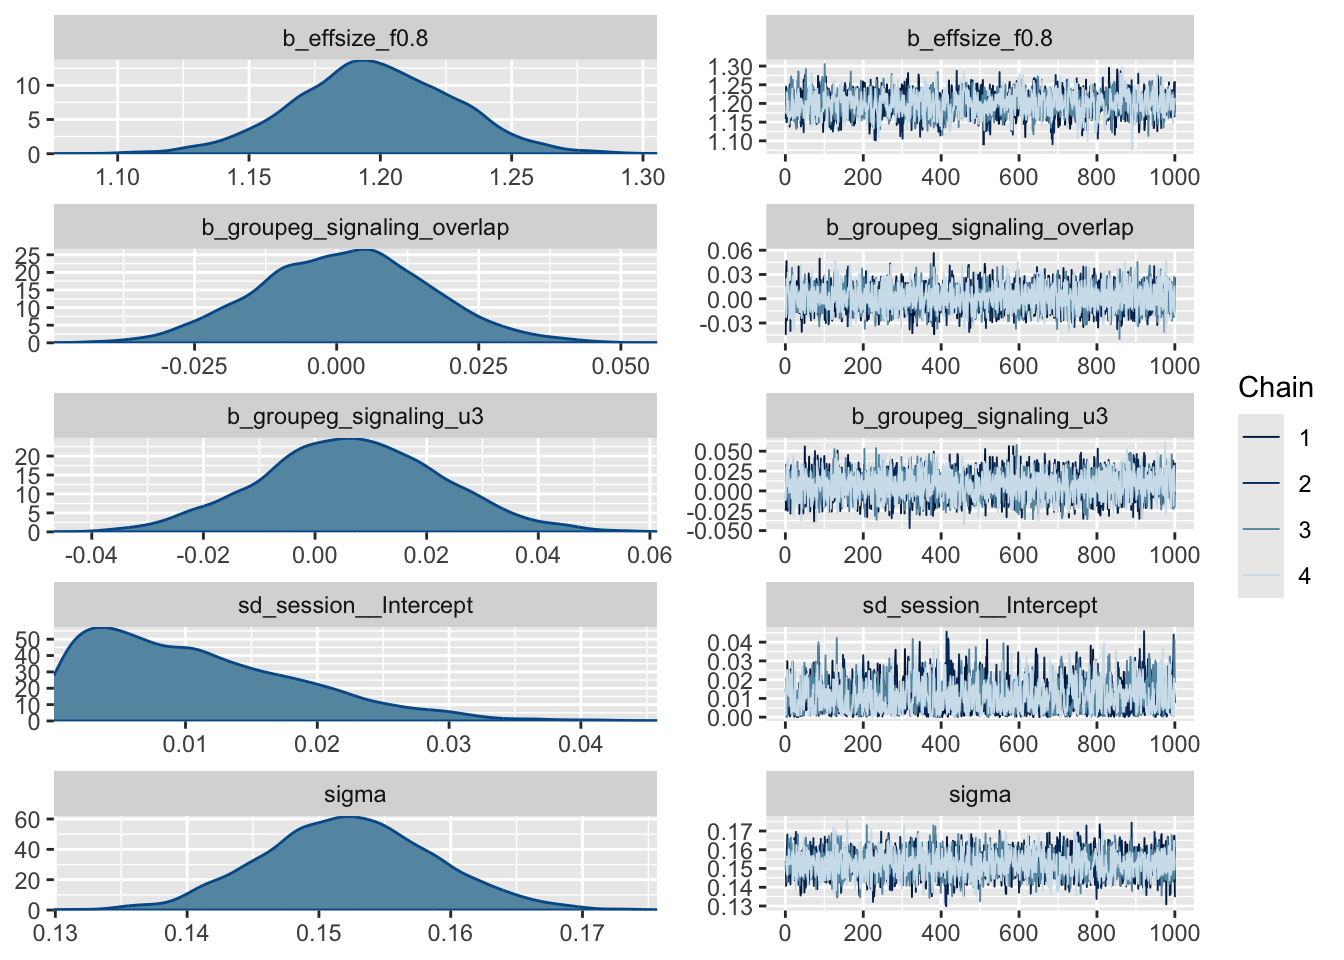 b_effsize_f0.8
10
5
0
1.10 1.15 1.20 1.25 1.30
b_effsize_f0.8
1.30
1.25
1.20
1.15
1.10
0 200 400 600 800 1000
b_groupeg_signaling_overlap
25
20
15
10
5
0
-0.025 0.000 0.025 0.050
b_groupeg_signaling_overlap
0.06
0.03
0.00
-0.03
0 200 400 600 800 1000
b_groupeg_signaling_u3
20
15
10
5
0
-0.04 -0.02 0.00 0.02 0.04 0.06
b_groupeg_signaling_u3
0.050
0.025
0.000
-0.025
-0.050
0 200 400 600 800 1000
sd_session__Intercept
50
40
30
20
10
0
0.01 0.02 0.03 0.04
sd_session__Intercept
0.04
0.03
0.02
0.01
0.00
0 200 400 600 800 1000
sigma
60
40
20
0
0.13 0.14 0.15 0.16 0.17
sigma
0.17
0.16
0.15
0.14
0.13
0 200 400 600 800 1000
Chain
1
2
3
4